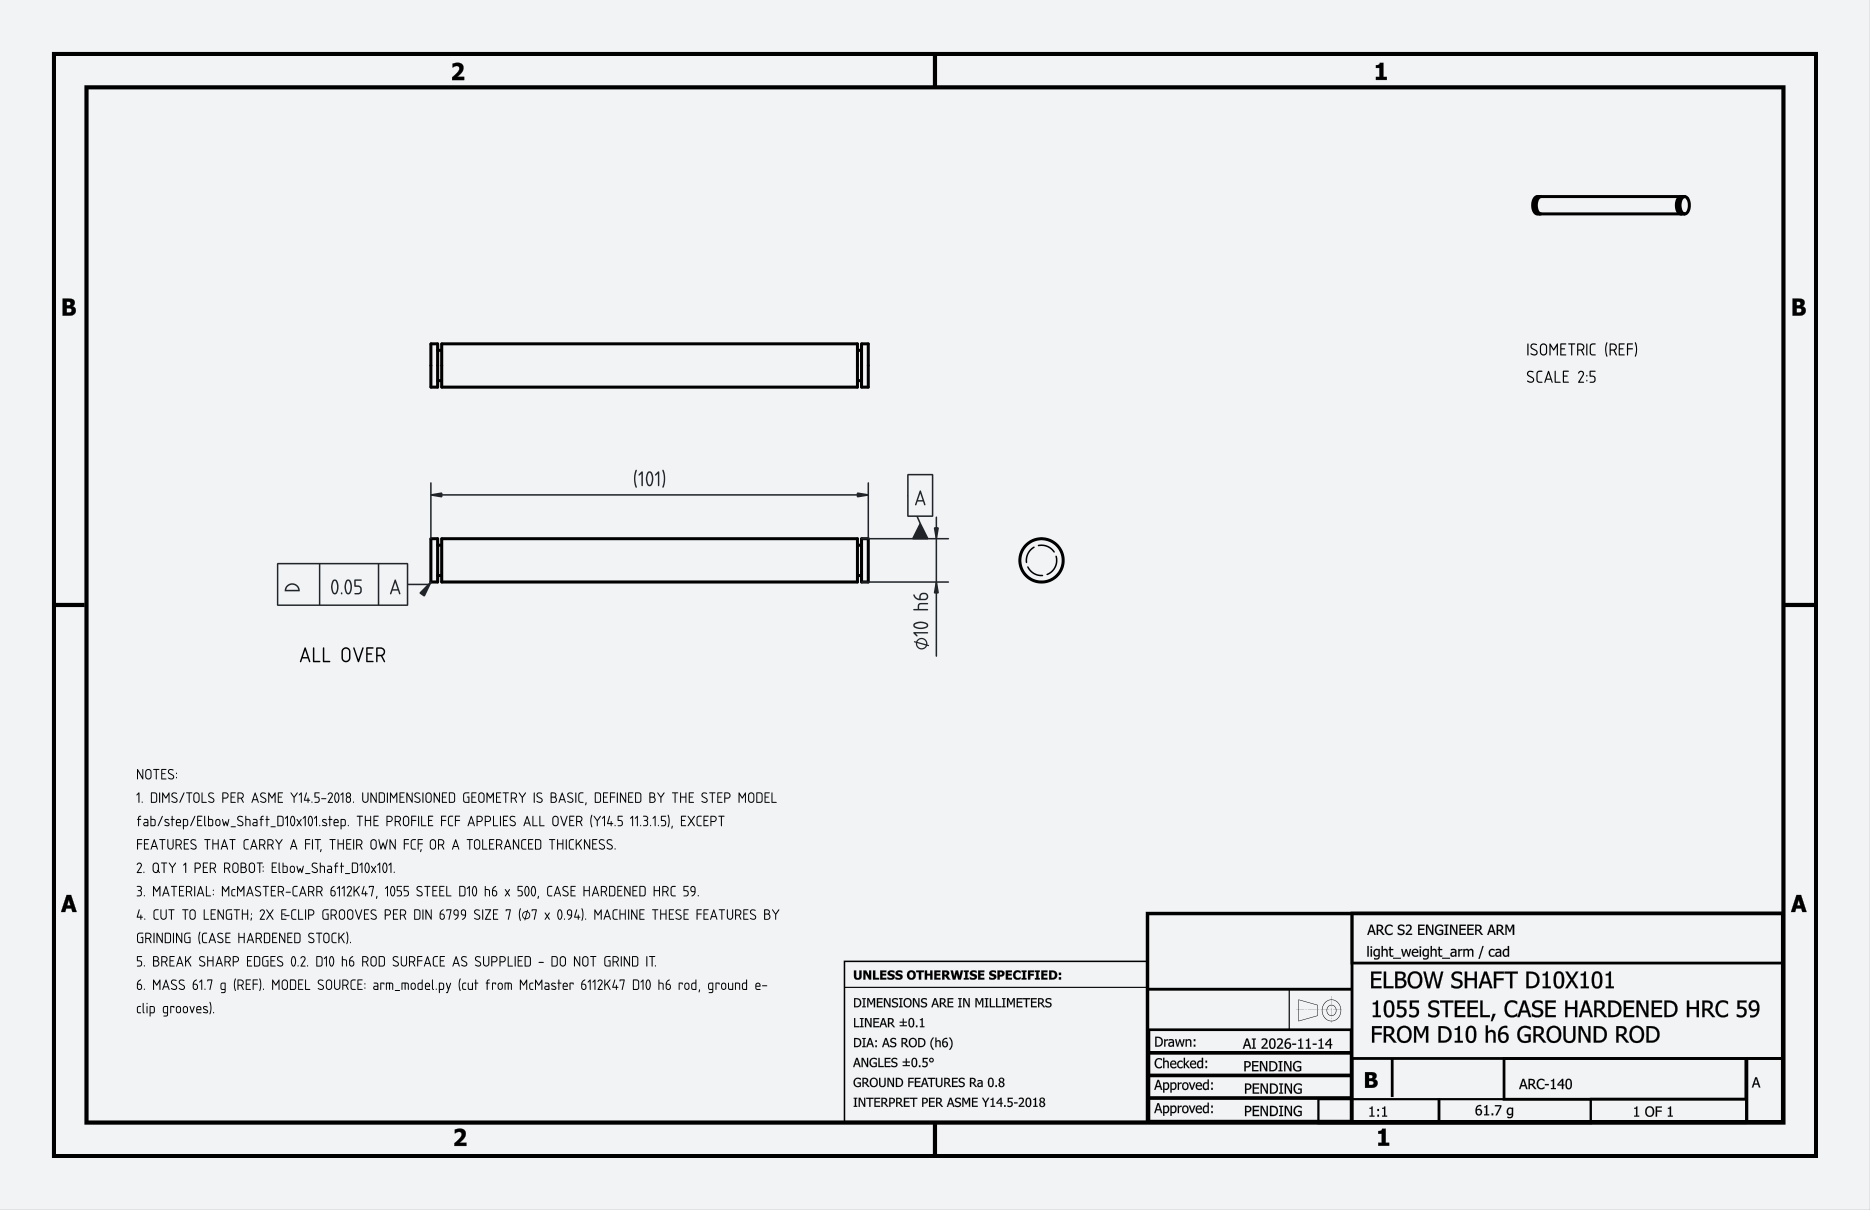 2
1
B
B
ISOMETRIC (REF)
SCALE 2:5
(101)
A
0.05 A
ALL OVER
Ø10 h6
NOTES:
1. DIMS/TOLS PER ASME Y14.5-2018. UNDIMENSIONED GEOMETRY IS BASIC, DEFINED BY THE STEP MODEL
fab/step/Elbow_Shaft_D10x101.step. THE PROFILE FCF APPLIES ALL OVER (Y14.5 11.3.1.5), EXCEPT
FEATURES THAT CARRY A FIT, THEIR OWN FCF, OR A TOLERANCED THICKNESS.
2. QTY 1 PER ROBOT: Elbow_Shaft_D10x101.
3. MATERIAL: McMASTER-CARR 6112K47, 1055 STEEL D10 h6 x 500, CASE HARDENED HRC 59.
4. CUT TO LENGTH; 2X E-CLIP GROOVES PER DIN 6799 SIZE 7 (Ø7 x 0.94). MACHINE THESE FEATURES BY
GRINDING (CASE HARDENED STOCK).
5. BREAK SHARP EDGES 0.2. D10 h6 ROD SURFACE AS SUPPLIED - DO NOT GRIND IT.
6. MASS 61.7 g (REF). MODEL SOURCE: arm_model.py (cut from McMaster 6112K47 D10 h6 rod, ground e-
clip grooves).
A
A
UNLESS OTHERWISE SPECIFIED:
DIMENSIONS ARE IN MILLIMETERS
LINEAR ±0.1
DIA: AS ROD (h6)
ANGLES ±0.5°
GROUND FEATURES Ra 0.8
INTERPRET PER ASME Y14.5-2018
Drawn: AI 2026-11-14
Checked: PENDING
Approved: PENDING
Approved: PENDING
ARC S2 ENGINEER ARM
light_weight_arm / cad
ELBOW SHAFT D10X101
1055 STEEL, CASE HARDENED HRC 59
FROM D10 h6 GROUND ROD
B
ARC-140
A
1:1
61.7 g
1 OF 1
2
1